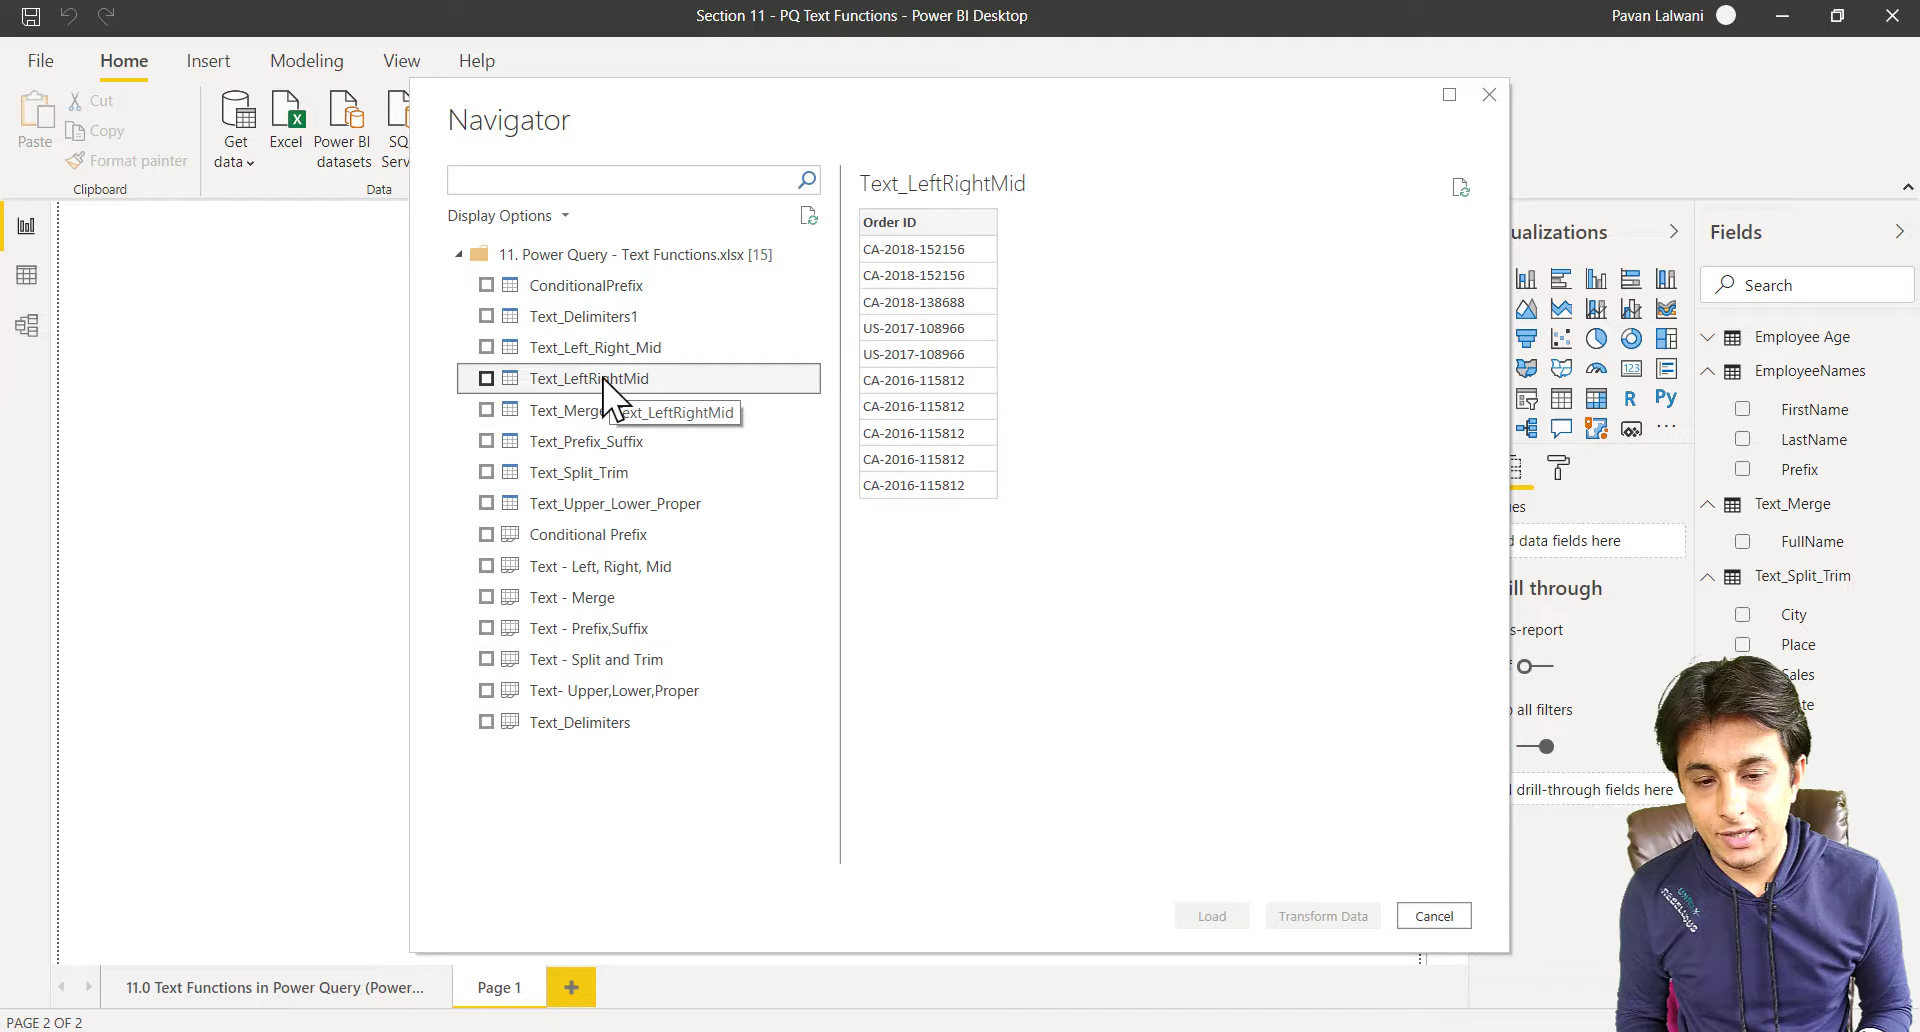 Section 11 - PQ Text Functions - Power BI Desktop
Pavan Lalwani
File
Home
Insert
Modeling
View
Help
Paste
Cut
Copy
Format painter
Clipboard
Get data
Excel
Power BI datasets
SQ
Serv
Data
Navigator
Display Options
11. Power Query - Text Functions.xlsx [15]
ConditionalPrefix
Text_Delimiters1
Text_Left_Right_Mid
Text_LeftRightMid
Text_Merge
Text_LeftRightMid
Text_Prefix_Suffix
Text_Split_Trim
Text_Upper_Lower_Proper
Conditional Prefix
Text - Left, Right, Mid
Text - Merge
Text - Prefix,Suffix
Text - Split and Trim
Text- Upper,Lower,Proper
Text_Delimiters
Text_LeftRightMid
Order ID
CA-2018-152156
CA-2018-152156
CA-2018-138688
US-2017-108966
US-2017-108966
CA-2016-115812
CA-2016-115812
CA-2016-115812
CA-2016-115812
CA-2016-115812
Load
Transform Data
Cancel
ualizations
R
Py
es
d data fields here
ill through
s-report
all filters
drill-through fields here
Fields
Search
Employee Age
EmployeeNames
FirstName
LastName
Prefix
Text_Merge
FullName
Text_Split_Trim
City
Place
Sales
te
REBELLIOUS
11.0 Text Functions in Power Query (Power...
Page 1
PAGE 2 OF 2